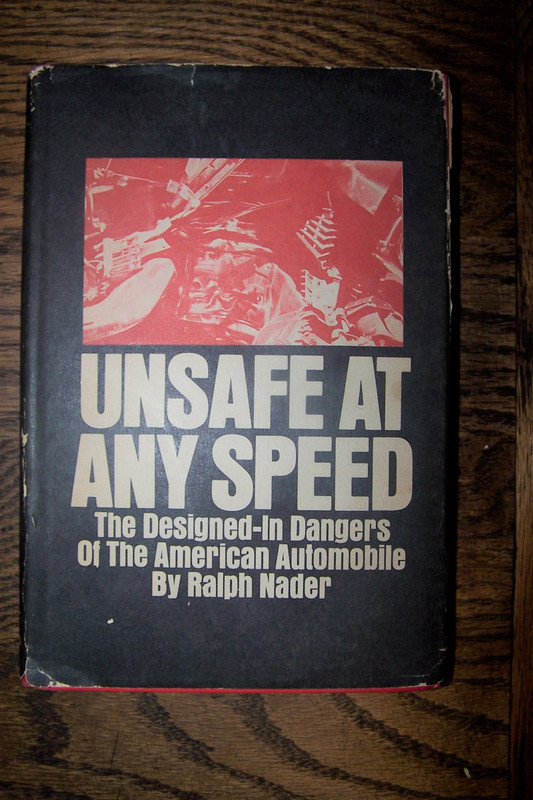 UNSAFE AT
ANY SPEED
The Designed-In Dangers
Of The American Automobile
By Ralph Nader